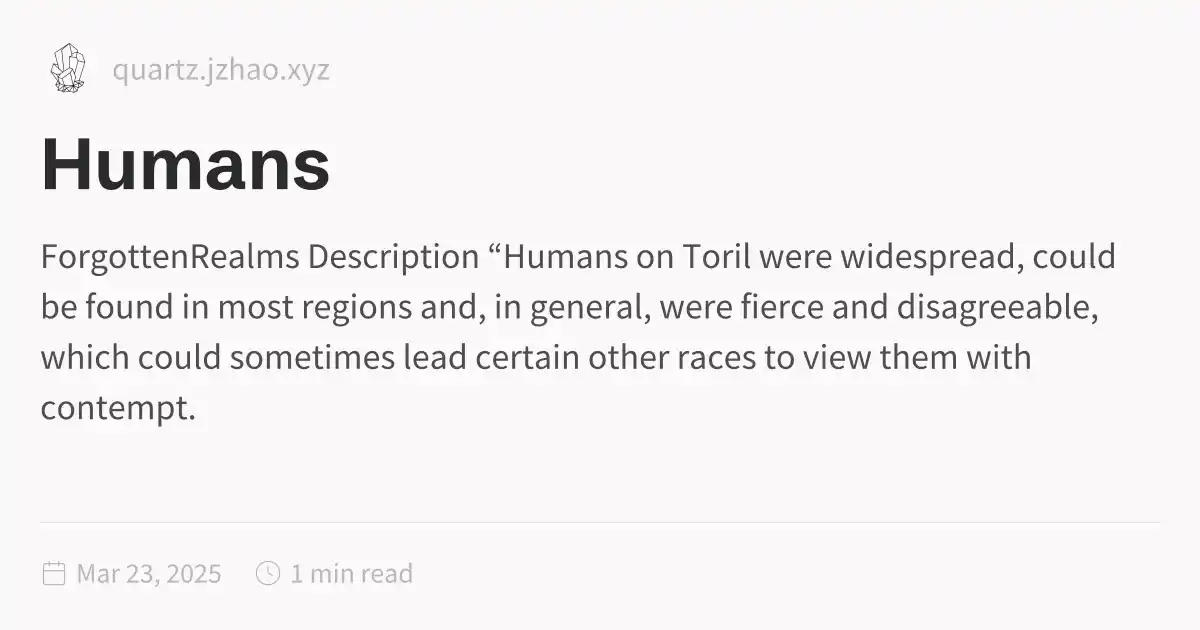 quartz.jzhao.xyz
Humans
ForgottenRealms Description “Humans on Toril were widespread, could
be found in most regions and, in general, were fierce and disagreeable,
which could sometimes lead certain other races to view them with
contempt.
Mar 23, 2025 1 min read